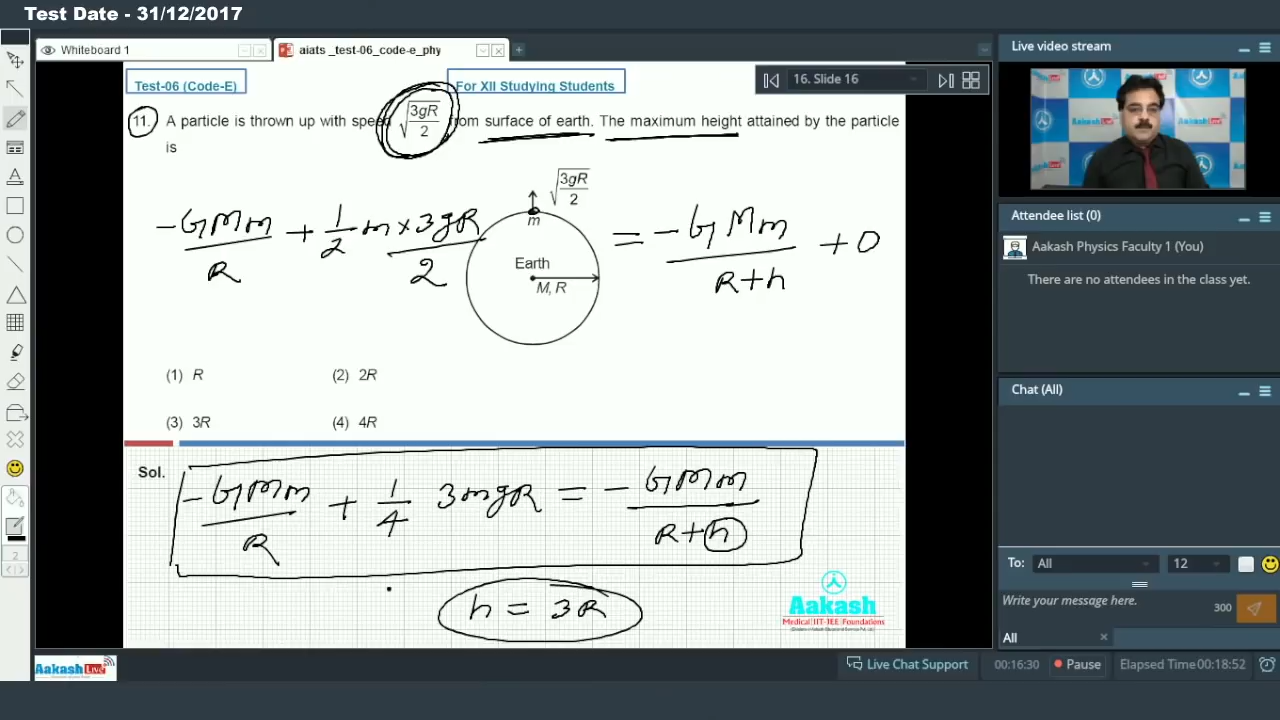 Test Date - 31/12/2017
Whiteboard 1
aiats _test-06_code-e_phy
Live video stream
Test-06 (Code-E)
For XII Studying Students
16. Slide 16
11. A particle is thrown up with speed √(3gR/2) from surface of earth. The maximum height attained by the particle
is
√(3gR/2)
m
Earth
M, R
-GMm/R + 1/2 m × 3gR/2 = -GMm/(R+h) + 0
(1) R
(2) 2R
(3) 3R
(4) 4R
Sol.
-GMm/R + 1/4 3mgR = -GMm/(R+h)
h = 3R
Aakash
Medical|IIT-JEE|Foundations
Attendee list (0)
Aakash Physics Faculty 1 (You)
There are no attendees in the class yet.
Chat (All)
To:
All
12
Write your message here.
300
All
2
Aakash Live
Live Chat Support
00:16:30
Pause
Elapsed Time 00:18:52